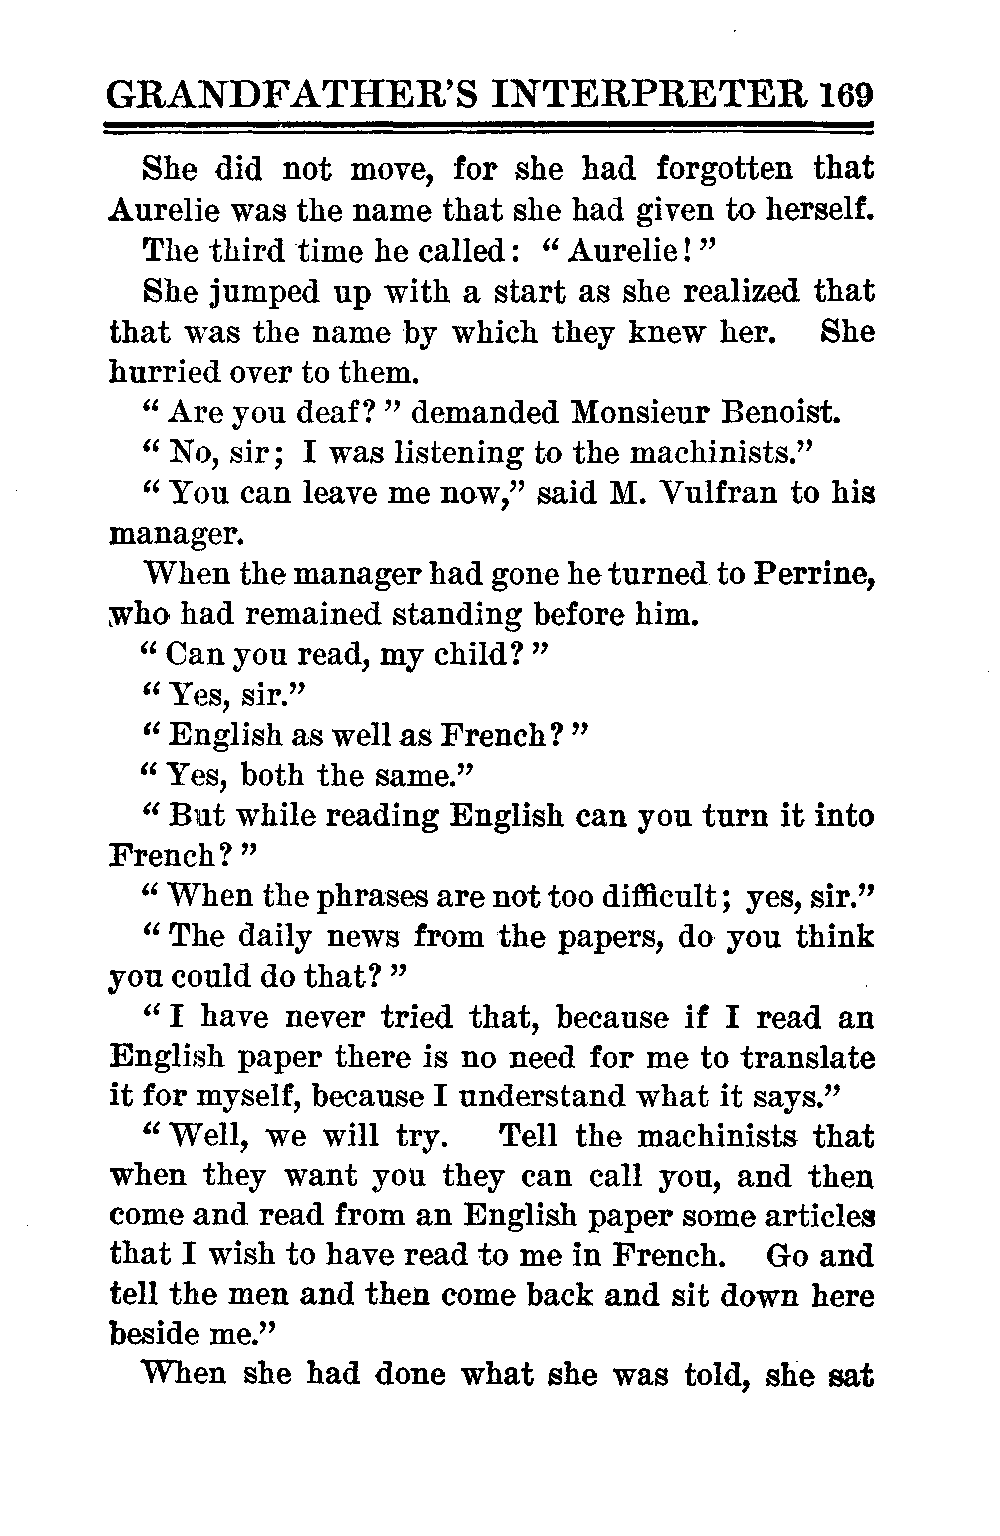 GRANDFATHER'S INTERPRETER 169
She did not move, for she had forgotten that
Aurelie was the name that she had given to herself.
The third time he called: “ Aurelie! ”
She jumped up with a start as she realized that
that was the name by which they knew her. She
hurried over to them.
“ Are you deaf? ” demanded Monsieur Benoist.
“ No, sir; I was listening to the machinists.”
“ You can leave me now,” said M. Vulfran to his
manager.
When the manager had gone he turned to Perrine,
who had remained standing before him.
“ Can you read, my child? ”
“ Yes, sir.”
“ English as well as French? ”
“ Yes, both the same.”
“ But while reading English can you turn it into
French? ”
“ When the phrases are not too difficult; yes, sir.”
“ The daily news from the papers, do you think
you could do that? ”
“ I have never tried that, because if I read an
English paper there is no need for me to translate
it for myself, because I understand what it says.”
“ Well, we will try. Tell the machinists that
when they want you they can call you, and then
come and read from an English paper some articles
that I wish to have read to me in French. Go and
tell the men and then come back and sit down here
beside me.”
When she had done what she was told, she sat